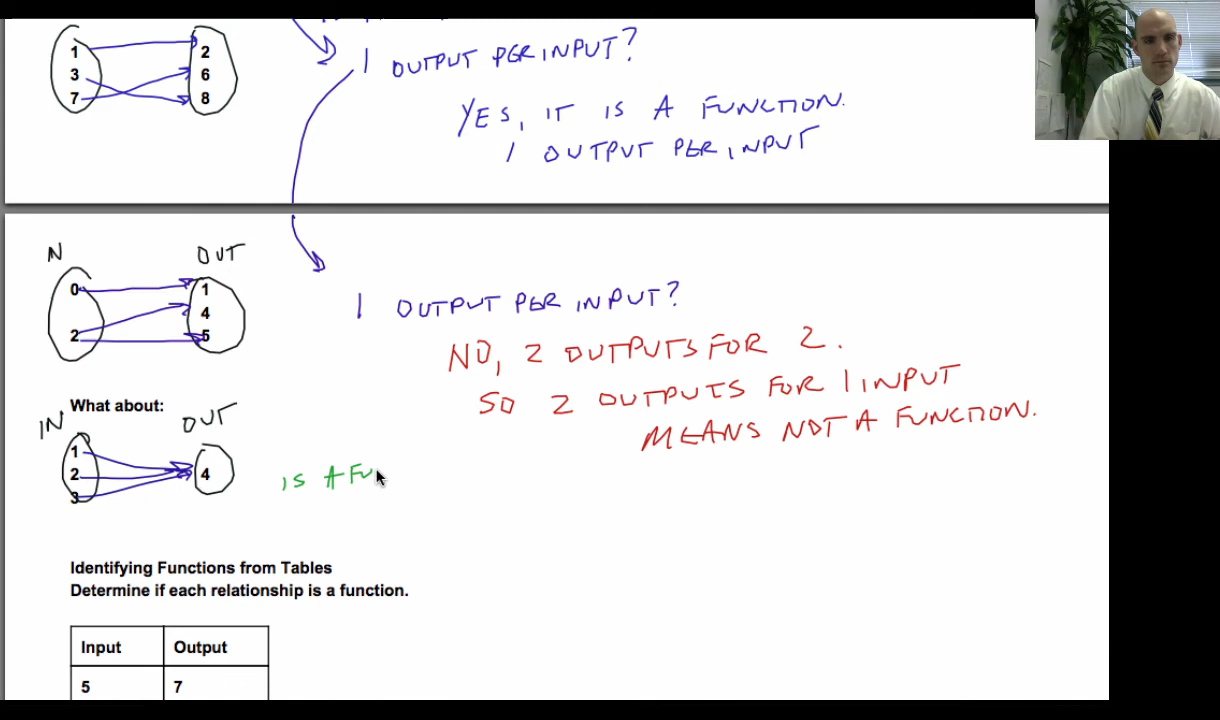 1 2
3 6
7 8
1 OUTPUT PER INPUT?
YES, IT IS A FUNCTION.
1 OUTPUT PER INPUT
IN OUT
0 1
4
2 5
1 OUTPUT PER INPUT?
NO, 2 OUTPUTS FOR 2.
SO 2 OUTPUTS FOR 1 INPUT
MEANS NOT A FUNCTION.
What about:
IN OUT
1
2 4
3
IS A FU
Identifying Functions from Tables
Determine if each relationship is a function.
Input Output
5 7